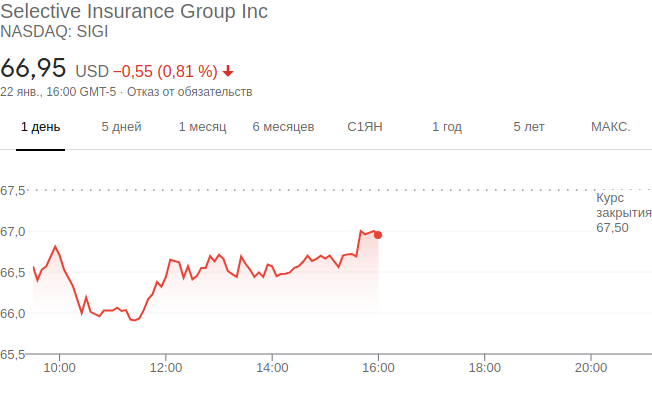 Selective Insurance Group Inc
NASDAQ: SIGI
66,95 USD −0,55 (0,81 %)
22 янв., 16:00 GMT-5 · Отказ от обязательств
1 день 5 дней 1 месяц 6 месяцев С1ЯН 1 год 5 лет МАКС.
67,5
Курс
закрытия
67,50
67,0
66,5
66,0
65,5
10:00 12:00 14:00 16:00 18:00 20:00